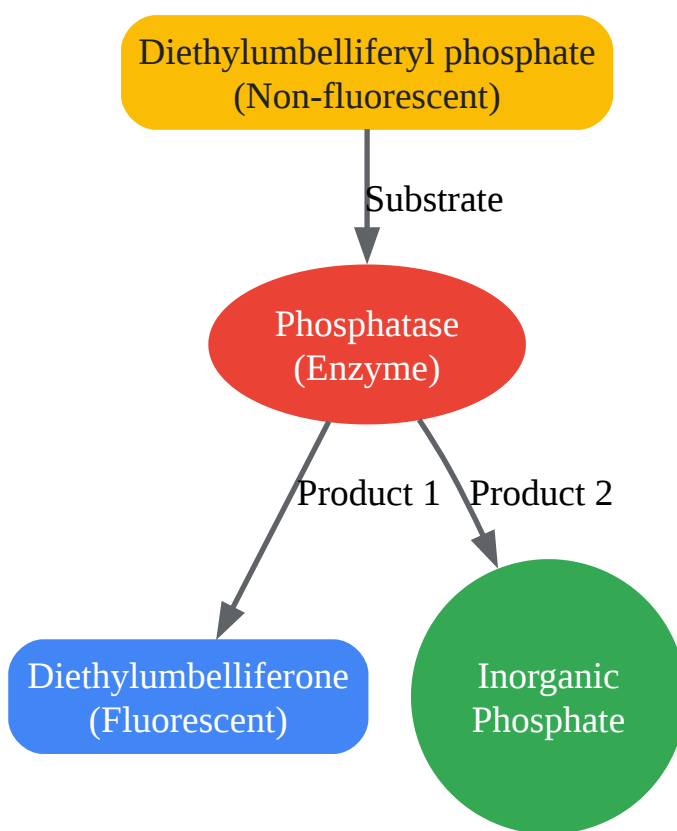 Diethylumbelliferyl phosphate
(Non-fluorescent)
Substrate
Phosphatase
(Enzyme)
Product 1
Product 2
Diethylumbelliferone
(Fluorescent)
Inorganic
Phosphate